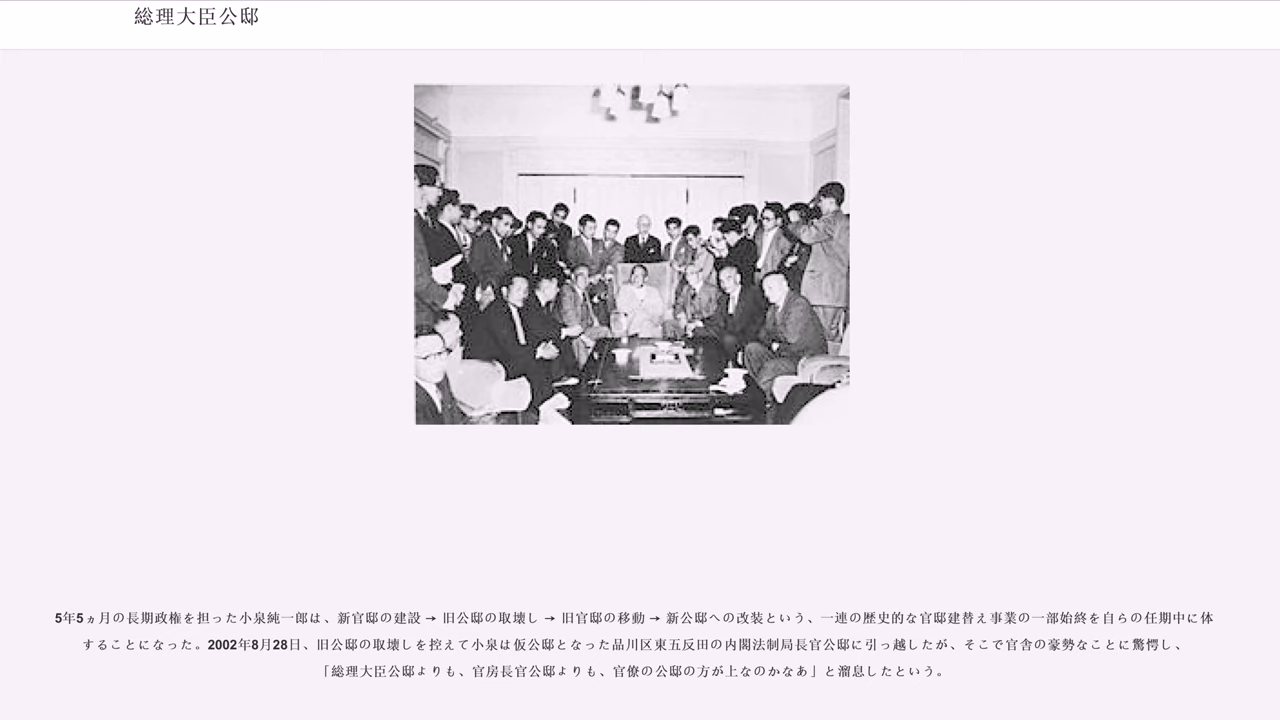 総理大臣公邸
5年5ヵ月の長期政権を担った小泉純一郎は、新官邸の建設 → 旧公邸の取壊し → 旧官邸の移動 → 新公邸への改装という、一連の歴史的な官邸建替え事業の一部始終を自らの任期中に体
することになった。2002年8月28日、旧公邸の取壊しを控えて小泉は仮公邸となった品川区東五反田の内閣法制局長官公邸に引っ越したが、そこで官舎の豪勢なことに驚愕し、
「総理大臣公邸よりも、官房長官公邸よりも、官僚の公邸の方が上なのかなあ」と溜息したという。